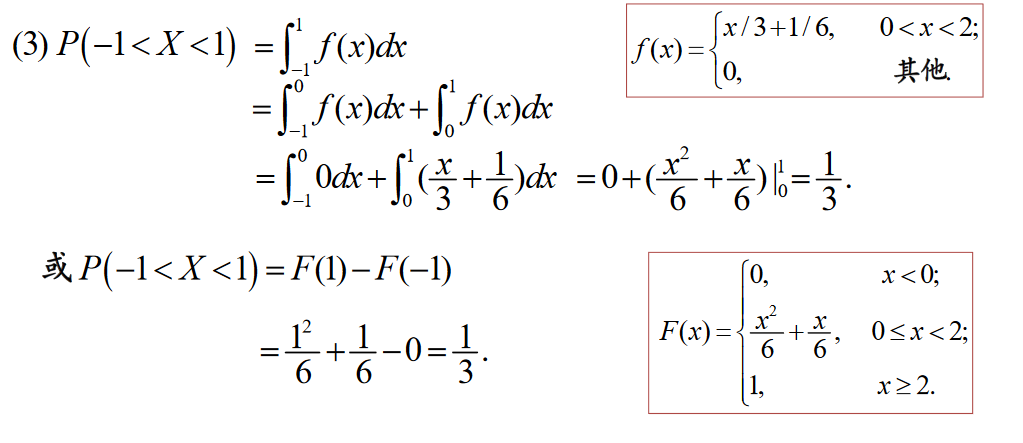 (3) P(−1<X<1) =∫_{−1}^{1} f(x)dx
=∫_{−1}^{0} f(x)dx+∫_{0}^{1} f(x)dx
=∫_{−1}^{0} 0dx+∫_{0}^{1} (x/3+1/6)dx =0+(x²/6+x/6)|_{0}^{1}=1/3.
f(x)={x/3+1/6, 0<x<2;
0, 其他.
或 P(−1<X<1)=F(1)−F(−1)
=1²/6+1/6−0=1/3.
F(x)={0, x<0;
x²/6+x/6, 0≤x<2;
1, x≥2.